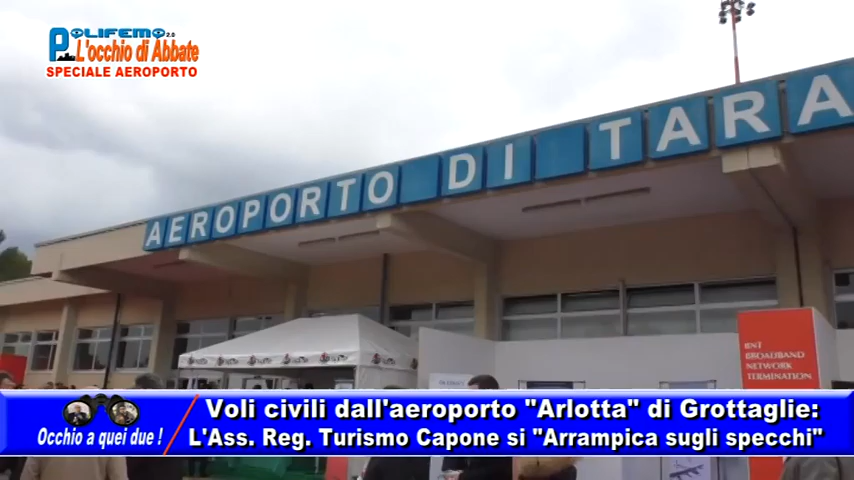 POLIFEMO 2.0
L'occhio di Abbate
SPECIALE AEROPORTO
AEROPORTO DI TARA
BNT
BROADBAND
NETWORK
TERMINATION
Occhio a quei due !
Voli civili dall'aeroporto "Arlotta" di Grottaglie:
L'Ass. Reg. Turismo Capone si "Arrampica sugli specchi"